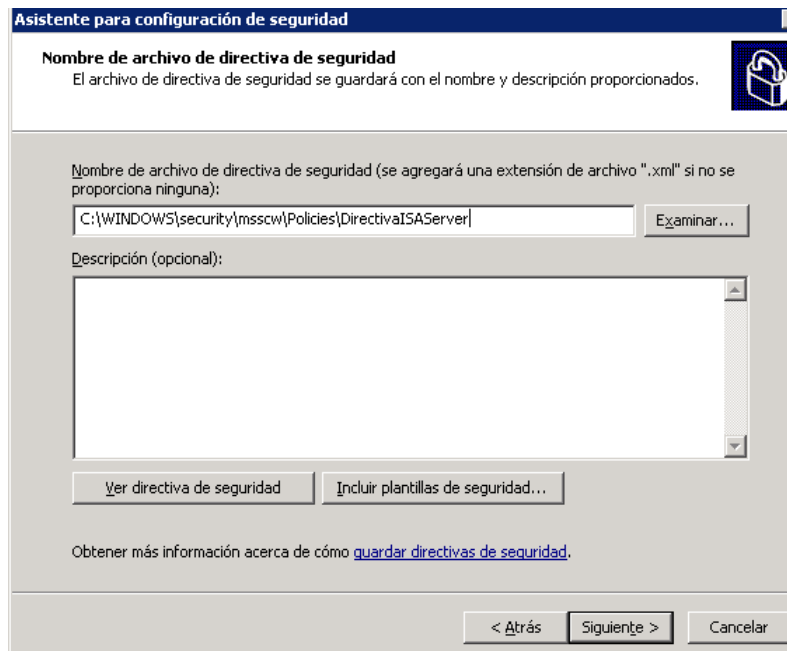 Asistente para configuración de seguridad
Nombre de archivo de directiva de seguridad
El archivo de directiva de seguridad se guardará con el nombre y descripción proporcionados.
Nombre de archivo de directiva de seguridad (se agregará una extensión de archivo ".xml" si no se
proporciona ninguna):
C:\WINDOWS\security\msscw\Policies\DirectivaISAServer
Examinar...
Descripción (opcional):
Ver directiva de seguridad
Incluir plantillas de seguridad...
Obtener más información acerca de cómo guardar directivas de seguridad.
< Atrás
Siguiente >
Cancelar